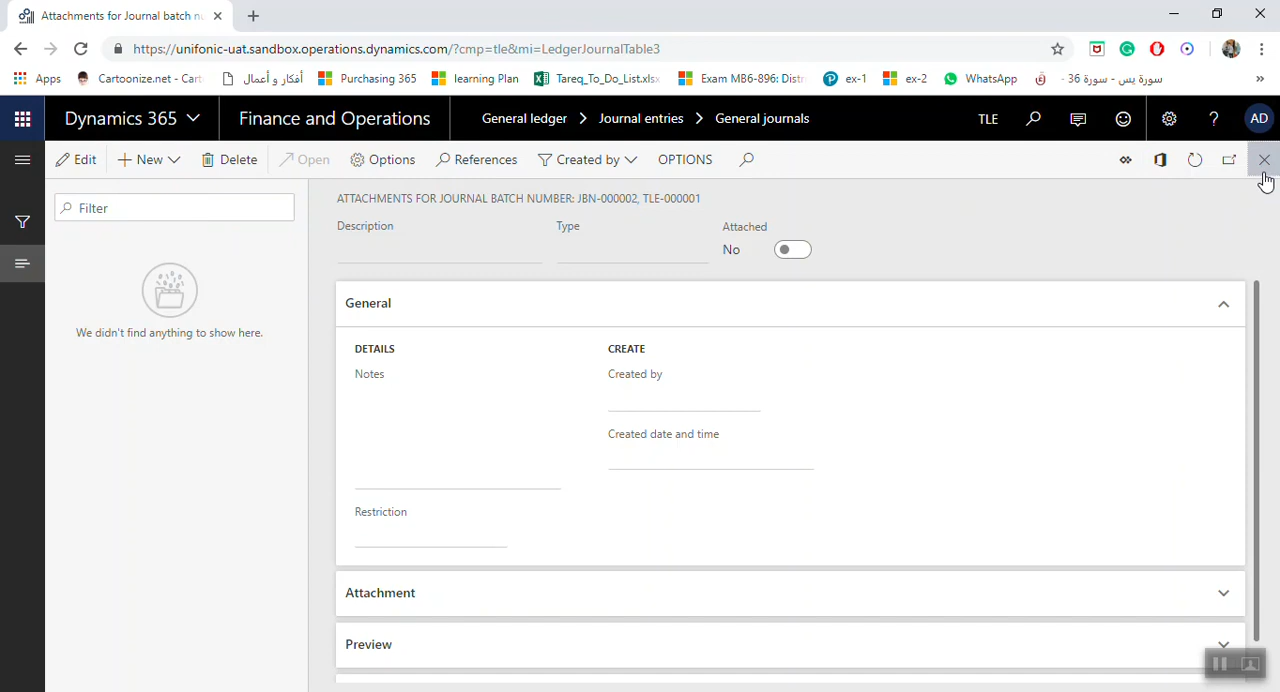 Attachments for Journal batch nu
https://unifonic-uat.sandbox.operations.dynamics.com/?cmp=tle&mi=LedgerJournalTable3
Apps Cartoonize.net - Cart أفكار و أعمال Purchasing 365 learning Plan Tareq_To_Do_List.xlsx Exam MB6-896: Distri ex-1 ex-2 WhatsApp سورة يس - سورة 36 - »
Dynamics 365 Finance and Operations General ledger > Journal entries > General journals TLE ? AD
Edit New Delete Open Options References Created by OPTIONS
Filter
We didn't find anything to show here.
ATTACHMENTS FOR JOURNAL BATCH NUMBER: JBN-000002, TLE-000001
Description Type Attached
No
General
DETAILS CREATE
Notes Created by
Created date and time
Restriction
Attachment
Preview